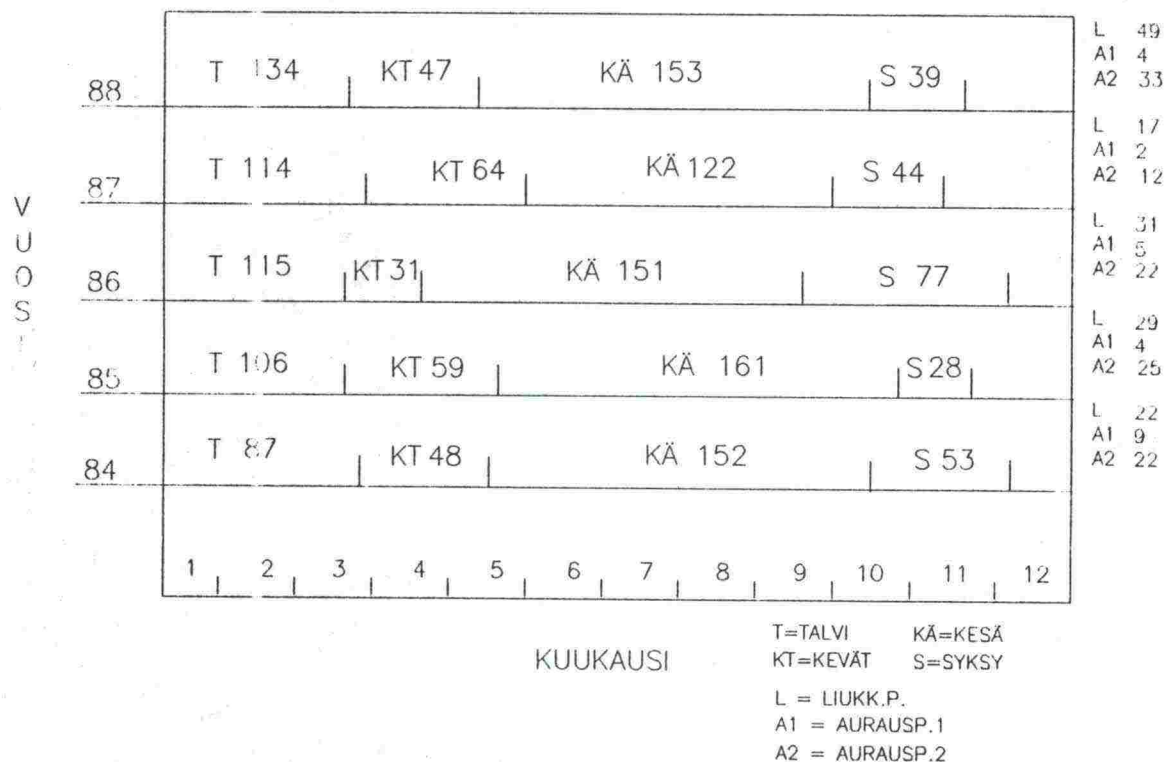 T 134 KT 47 KÄ 153 S 39
88
L 49
A1 4
A2 33
T 114 KT 64 KÄ 122 S 44
87
L 17
A1 2
A2 12
T 115 KT 31 KÄ 151 S 77
86
L 31
A1 5
A2 22
T 106 KT 59 KÄ 161 S 28
85
L 29
A1 4
A2 25
T 87 KT 48 KÄ 152 S 53
84
L 22
A1 9
A2 22
VUOSI
1 2 3 4 5 6 7 8 9 10 11 12
KUUKAUSI
T=TALVI KÄ=KESÄ
KT=KEVÄT S=SYKSY
L = LIUKK.P.
A1 = AURAUSP.1
A2 = AURAUSP.2